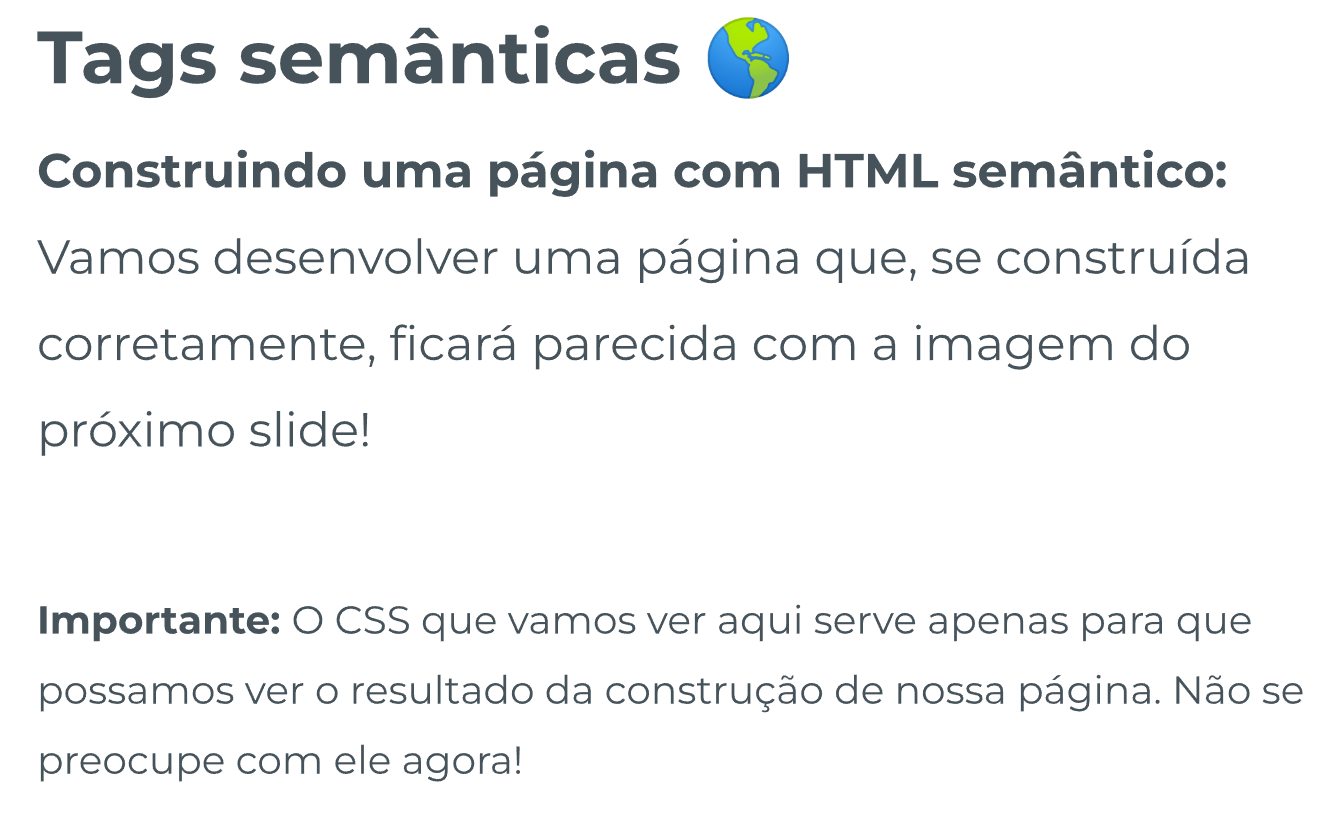 Tags semânticas 🌎
Construindo uma página com HTML semântico:
Vamos desenvolver uma página que, se construída
corretamente, ficará parecida com a imagem do
próximo slide!
Importante: O CSS que vamos ver aqui serve apenas para que
possamos ver o resultado da construção de nossa página. Não se
preocupe com ele agora!